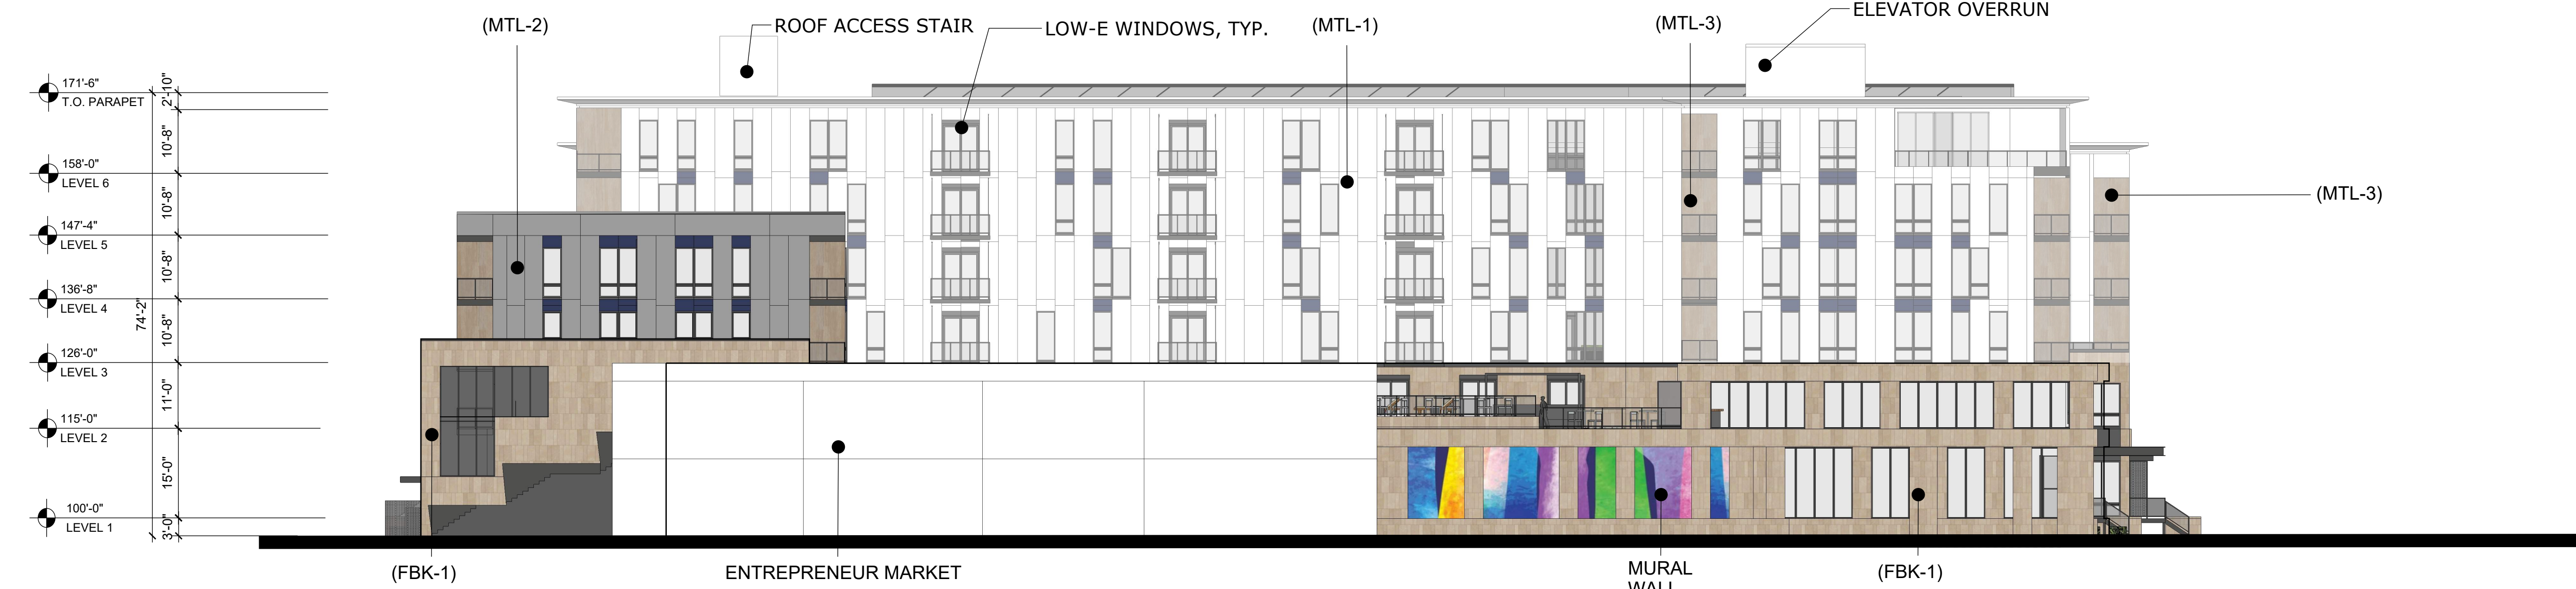 ELEVATOR OVERRUN
(MTL-2)
ROOF ACCESS STAIR
LOW-E WINDOWS, TYP.
(MTL-1)
(MTL-3)
171'-6"
T.O. PARAPET
2'-10"
10'-8"
158'-0"
LEVEL 6
10'-8"
(MTL-3)
147'-4"
LEVEL 5
10'-8"
136'-8"
LEVEL 4
74'-2"
10'-8"
126'-0"
LEVEL 3
11'-0"
115'-0"
LEVEL 2
15'-0"
100'-0"
LEVEL 1
3'-0"
(FBK-1)
ENTREPRENEUR MARKET
MURAL
WALL
(FBK-1)